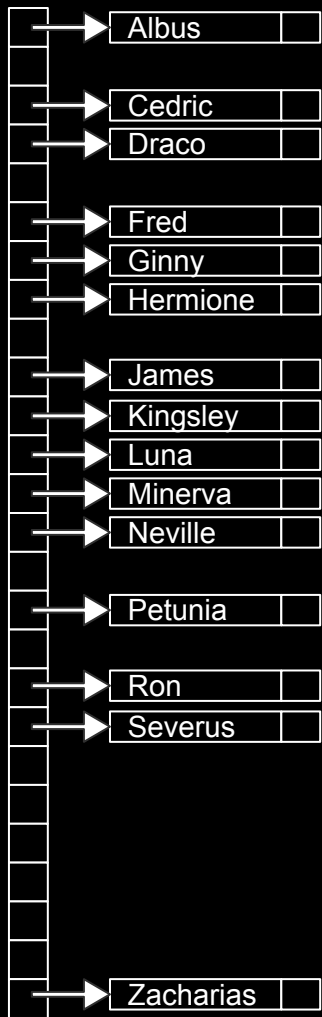 Albus
Cedric
Draco
Fred
Ginny
Hermione
James
Kingsley
Luna
Minerva
Neville
Petunia
Ron
Severus
Zacharias